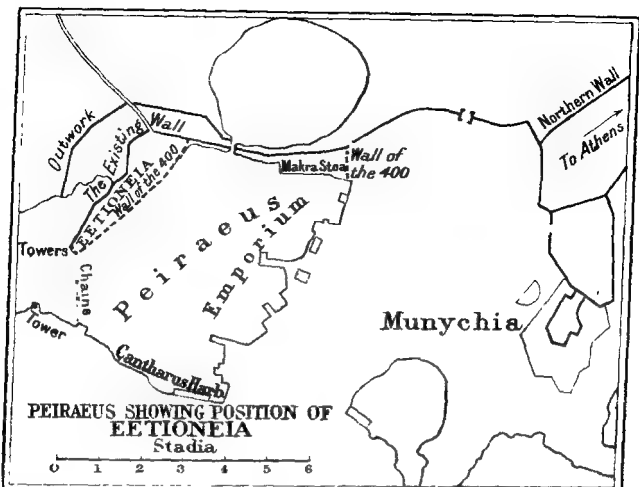 Northern Wall
To Athens
Outwork
The Existing Wall
EETIONEIA
Wall of the 400
Makra Stoa
Wall of
the 400
Towers
Chains
Tower
Peiraeus
Emporium
Munychia
Cantharus Harb.
PEIRAEUS SHOWING POSITION OF
EETIONEIA
Stadia
0 1 2 3 4 5 6